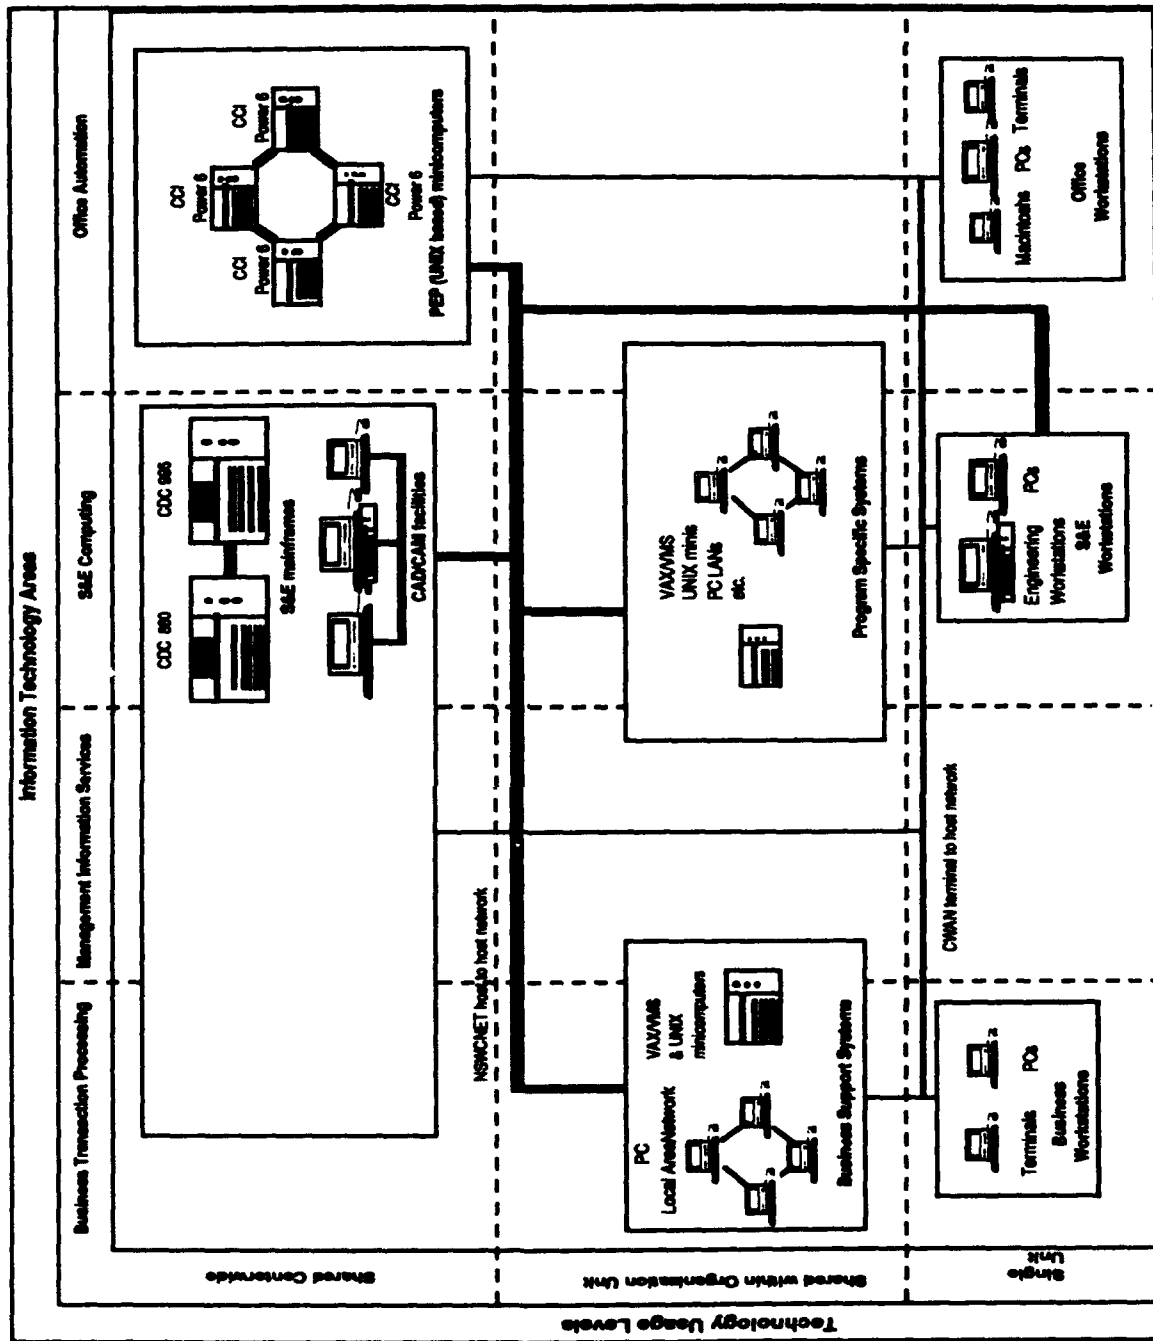 Information Technology Areas
Business Transaction Processing
Management Information Services
S&E Computing
Office Automation
Technology Usage Levels
Shared Centerwide
Shared within Organization Unit
Single
Unit
CDC 860
CDC 995
S&E mainframes
CAD/CAM facilities
CCI
Power 6
CCI
Power 6
CCI
Power 6
CCI
Power 6
PEP (UNIX based) minicomputers
NSWCNET host to host network
PC
Local Area Network
VAX/VMS
& UNIX
minicomputers
Business Support Systems
VAX/VMS
UNIX minis
PC LANs
etc.
Program Specific Systems
CWAN terminal to host network
Terminals
PCs
Business
Workstations
Engineering
Workstations
PCs
S&E
Workstations
Macintoshs
PCs
Terminals
Office
Workstations